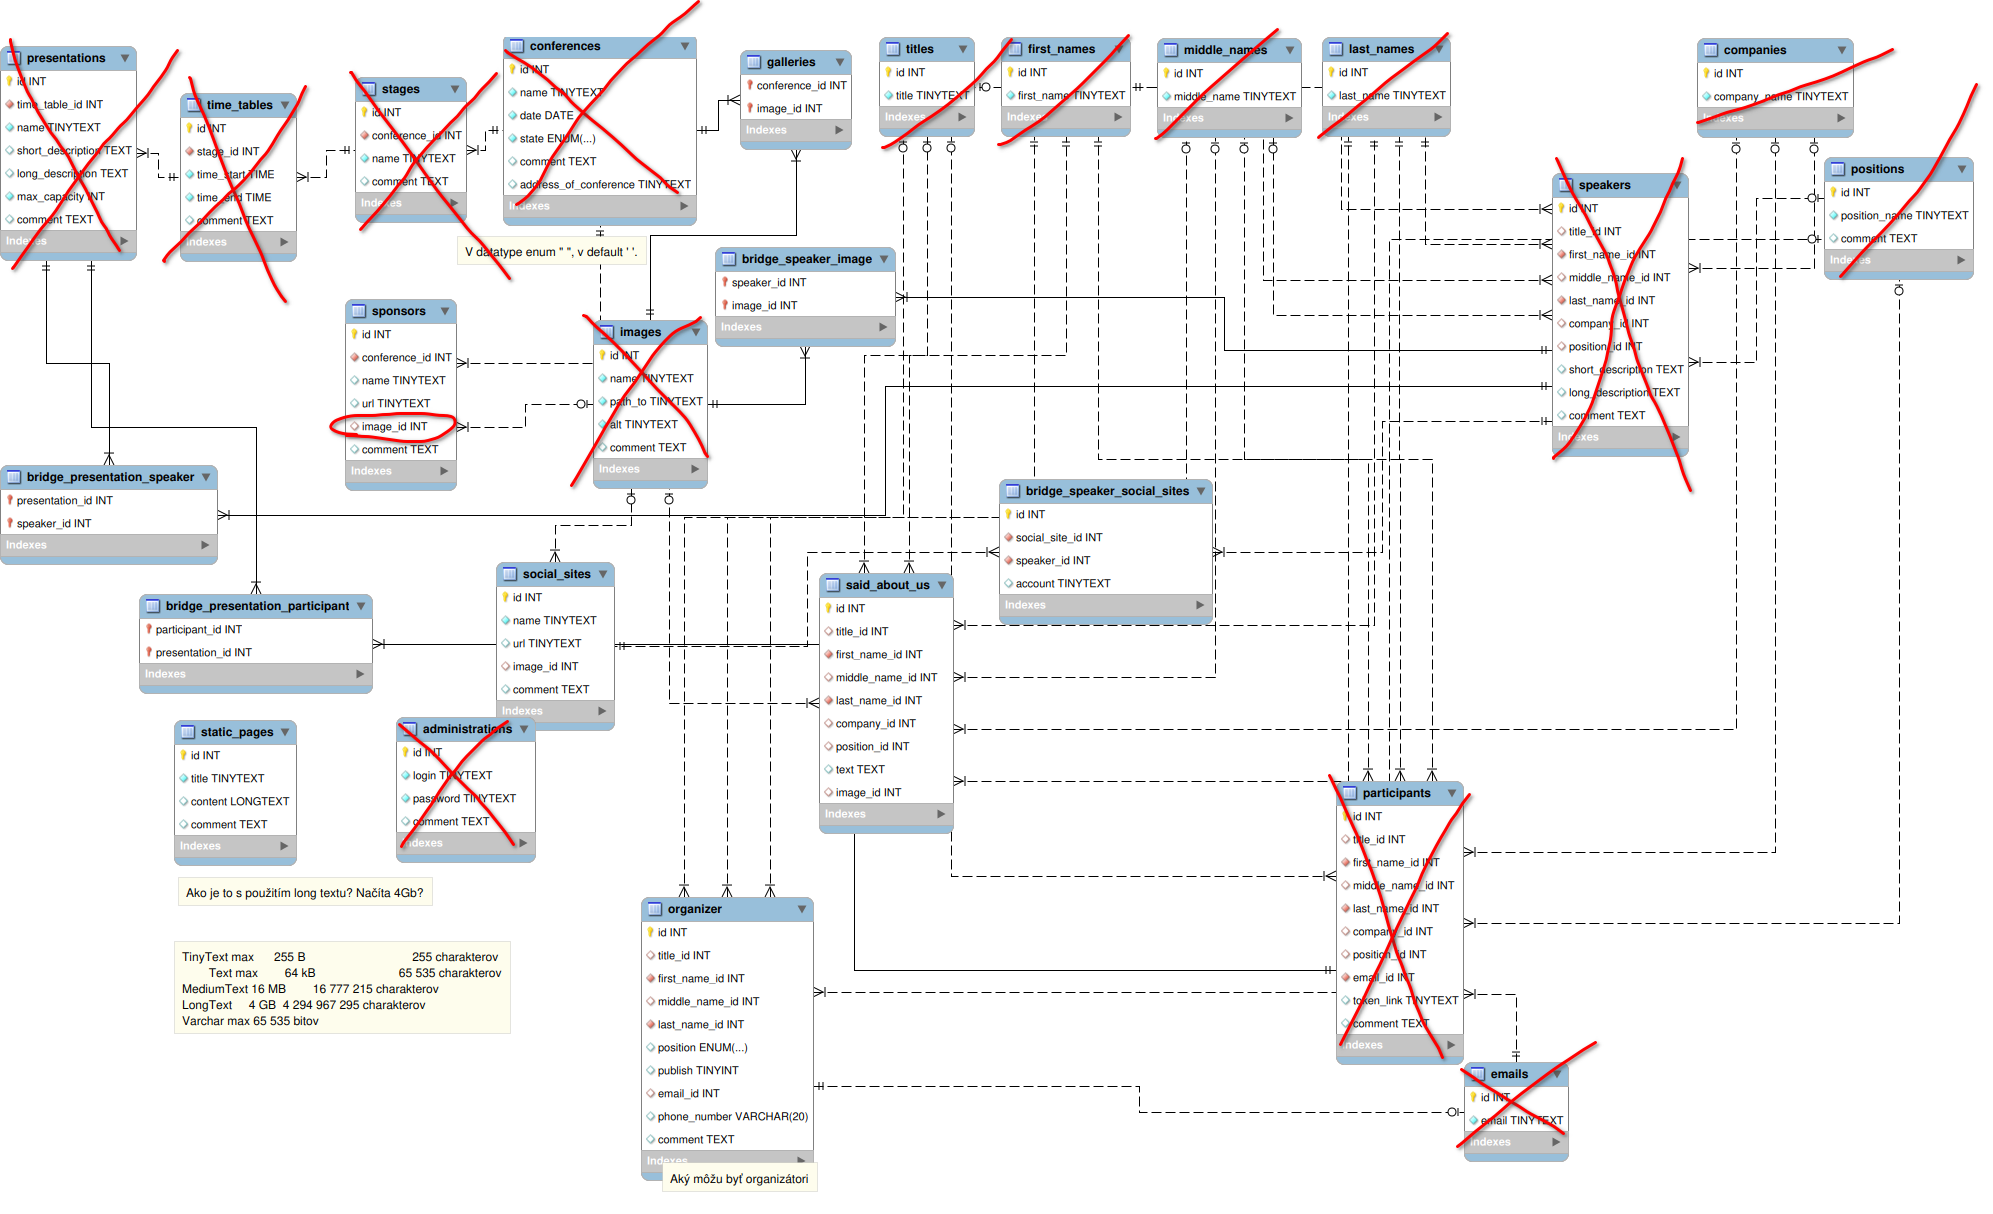 presentations
id INT
time_table_id INT
name TINYTEXT
short_description TEXT
long_description TEXT
max_capacity INT
comment TEXT
Indexes
time_tables
id INT
stage_id INT
time_start TIME
time_end TIME
comment TEXT
Indexes
stages
id INT
conference_id INT
name TINYTEXT
comment TEXT
Indexes
conferences
id INT
name TINYTEXT
date DATE
state ENUM(...)
comment TEXT
address_of_conference TINYTEXT
Indexes
V datatype enum " ", v default ' '.
galleries
conference_id INT
image_id INT
Indexes
titles
id INT
title TINYTEXT
Indexes
first_names
id INT
first_name TINYTEXT
Indexes
middle_names
id INT
middle_name TINYTEXT
Indexes
last_names
id INT
last_name TINYTEXT
Indexes
companies
id INT
company_name TINYTEXT
Indexes
positions
id INT
position_name TINYTEXT
comment TEXT
Indexes
speakers
id INT
title_id INT
first_name_id INT
middle_name_id INT
last_name_id INT
company_id INT
position_id INT
short_description TEXT
long_description TEXT
comment TEXT
Indexes
bridge_speaker_image
speaker_id INT
image_id INT
Indexes
sponsors
id INT
conference_id INT
name TINYTEXT
url TINYTEXT
image_id INT
comment TEXT
Indexes
images
id INT
name TINYTEXT
path_to TINYTEXT
alt TINYTEXT
comment TEXT
Indexes
bridge_presentation_speaker
presentation_id INT
speaker_id INT
Indexes
bridge_speaker_social_sites
id INT
social_site_id INT
speaker_id INT
account TINYTEXT
Indexes
social_sites
id INT
name TINYTEXT
url TINYTEXT
image_id INT
comment TEXT
Indexes
said_about_us
id INT
title_id INT
first_name_id INT
middle_name_id INT
last_name_id INT
company_id INT
position_id INT
text TEXT
image_id INT
Indexes
bridge_presentation_participant
participant_id INT
presentation_id INT
Indexes
static_pages
id INT
title TINYTEXT
content LONGTEXT
comment TEXT
Indexes
administrations
id INT
login TINYTEXT
password TINYTEXT
comment TEXT
Indexes
Ako je to s použitím long textu? Načíta 4Gb?
TinyText max 255 B 255 charakterov
Text max 64 kB 65 535 charakterov
MediumText 16 MB 16 777 215 charakterov
LongText 4 GB 4 294 967 295 charakterov
Varchar max 65 535 bitov
organizer
id INT
title_id INT
first_name_id INT
middle_name_id INT
last_name_id INT
position ENUM(...)
publish TINYINT
email_id INT
phone_number VARCHAR(20)
comment TEXT
Indexes
Aký môžu byť organizátori
participants
id INT
title_id INT
first_name_id INT
middle_name_id INT
last_name_id INT
company_id INT
position_id INT
email_id INT
token_link TINYTEXT
comment TEXT
Indexes
emails
id INT
email TINYTEXT
Indexes